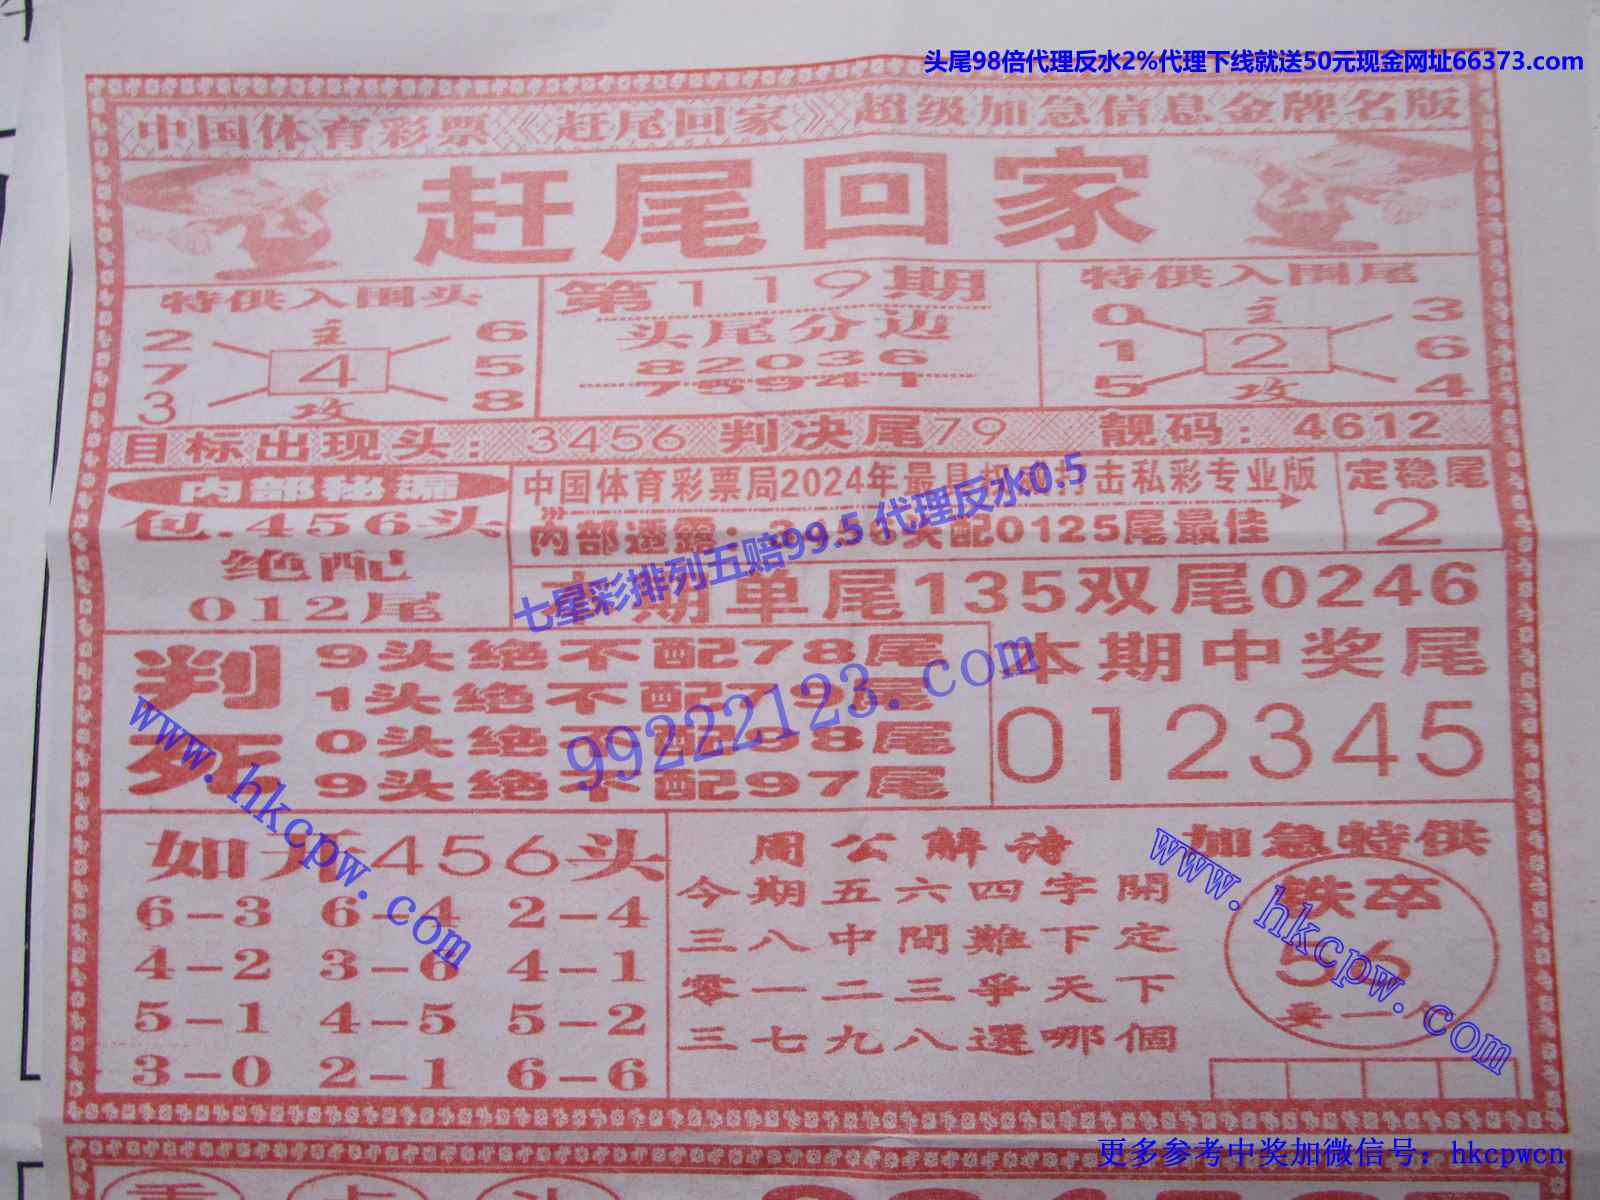 头尾98倍代理反水2%代理下线就送50元现金网址66373.com
中国体育彩票《赶尾回家》超级加急信息金牌名版
赶尾回家
特供入围头
2 主 6
7 4 5
3 攻 8
第119期
头尾分边
82036
75941
特供入围尾
0 主 3
1 2 6
5 攻 4
目标出现头：3456 判决尾79 靓码：4612
内部秘漏
包.456头
绝配
012尾
中国体育彩票局2024年最具 打击私彩专业版
内部透露： 配0125尾最佳
定稳尾
2
七星彩排列五赔99.5 代理反水0.5
本期单尾135双尾0246
判死
9头绝不配78尾
1头绝不配79尾
0头绝不配98尾
9头绝不配97尾
本期中奖尾
012345
99222123.com
www.hkcpw.com
如开456头
6-3 6-4 2-4
4-2 3-6 4-1
5-1 4-5 5-2
3-0 2-1 6-6
周公解诗
今期五六四字開
三八中間難下定
零一二三爭天下
三七九八選哪個
加急特供
铁卒
56
卖一
www.hkcpw.com
更多参考中奖加微信号：hkcpwcn